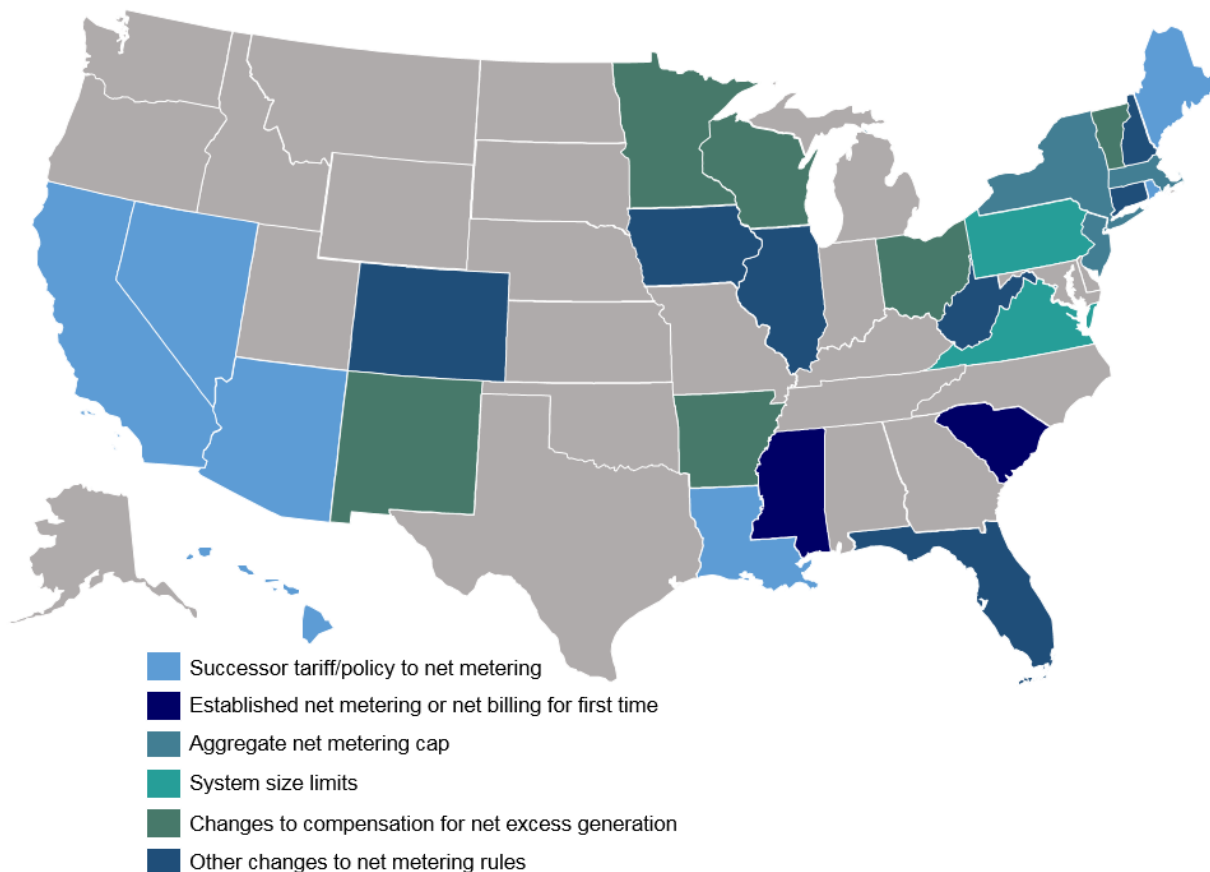 Successor tariff/policy to net metering
Established net metering or net billing for first time
Aggregate net metering cap
System size limits
Changes to compensation for net excess generation
Other changes to net metering rules